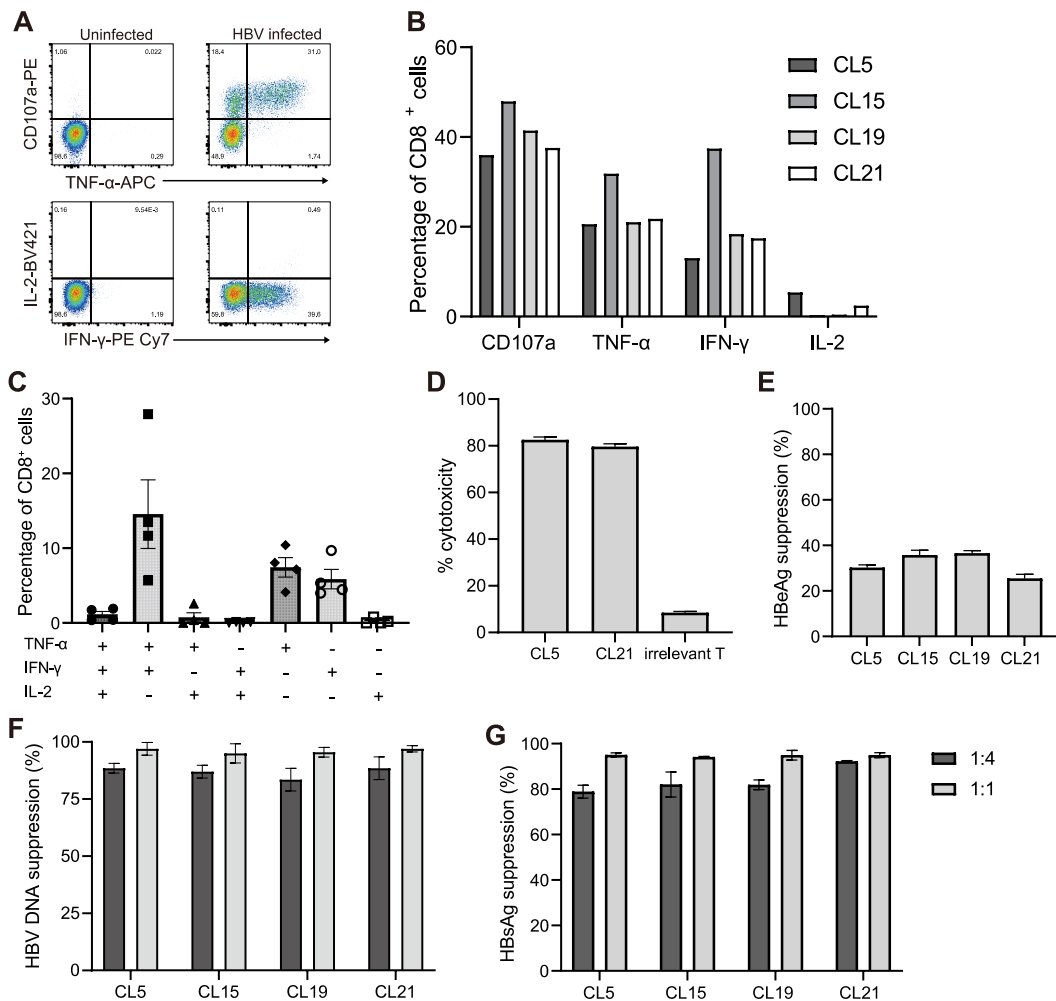 A
Uninfected
HBV infected
1.06
0.022
98.6
0.29
18.4
31.0
48.9
1.74
CD107a-PE
TNF-α-APC
0.16
9.54E-3
98.6
1.19
0.11
0.49
59.8
39.6
IL-2-BV421
IFN-γ-PE Cy7
B
Percentage of CD8 + cells
60
40
20
0
CD107a TNF-α IFN-γ IL-2
CL5
CL15
CL19
CL21
C
Percentage of CD8+ cells
30
20
10
0
TNF-α + + + - + - -
IFN-γ + + - + - + -
IL-2 + - + + - - +
D
% cytotoxicity
100
80
60
40
20
0
CL5 CL21 irrelevant T
E
HBeAg suppression (%)
100
80
60
40
20
0
CL5 CL15 CL19 CL21
F
HBV DNA suppression (%)
100
75
50
25
0
CL5 CL15 CL19 CL21
G
HBsAg suppression (%)
100
80
60
40
20
0
CL5 CL15 CL19 CL21
1:4
1:1